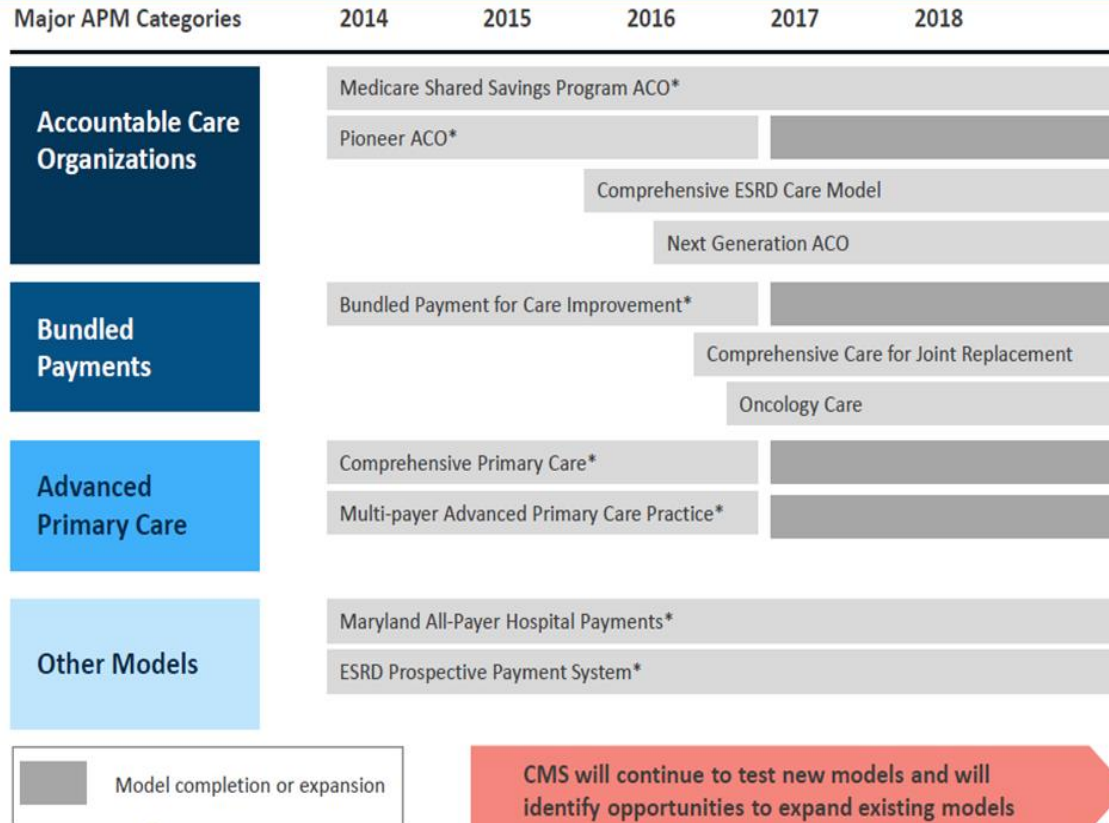 Major APM Categories 2014 2015 2016 2017 2018
Accountable Care
Organizations
Medicare Shared Savings Program ACO*
Pioneer ACO*
Comprehensive ESRD Care Model
Next Generation ACO
Bundled
Payments
Bundled Payment for Care Improvement*
Comprehensive Care for Joint Replacement
Oncology Care
Advanced
Primary Care
Comprehensive Primary Care*
Multi-payer Advanced Primary Care Practice*
Other Models
Maryland All-Payer Hospital Payments*
ESRD Prospective Payment System*
Model completion or expansion
CMS will continue to test new models and will
identify opportunities to expand existing models